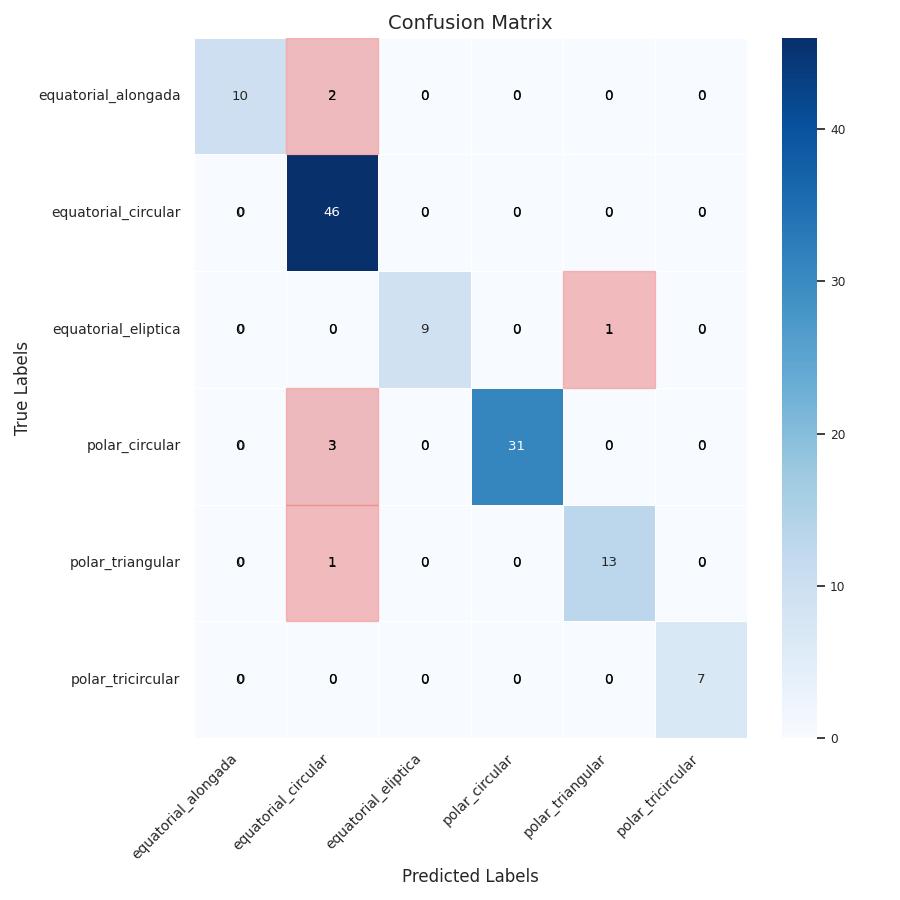 Confusion Matrix
equatorial_alongada 10 2 0 0 0 0
equatorial_circular 0 46 0 0 0 0
equatorial_eliptica 0 0 9 0 1 0
polar_circular 0 3 0 31 0 0
polar_triangular 0 1 0 0 13 0
polar_tricircular 0 0 0 0 0 7
True Labels
equatorial_alongada
equatorial_circular
equatorial_eliptica
polar_circular
polar_triangular
polar_tricircular
Predicted Labels
40
30
20
10
0